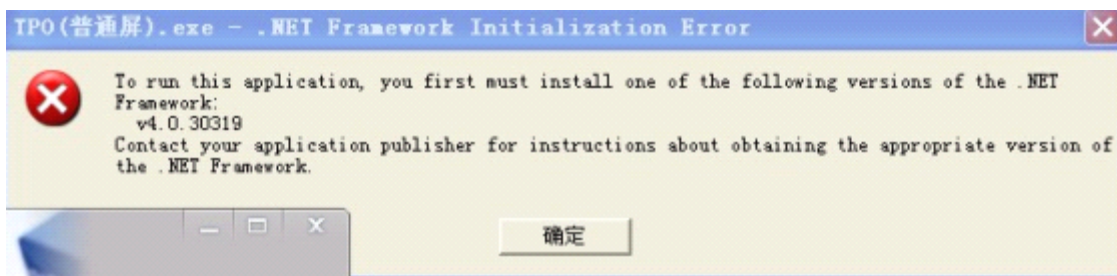 TPO(普通屏).exe - .NET Framework Initialization Error
To run this application, you first must install one of the following versions of the .NET
Framework:
v4.0.30319
Contact your application publisher for instructions about obtaining the appropriate version of
the .NET Framework.
确定